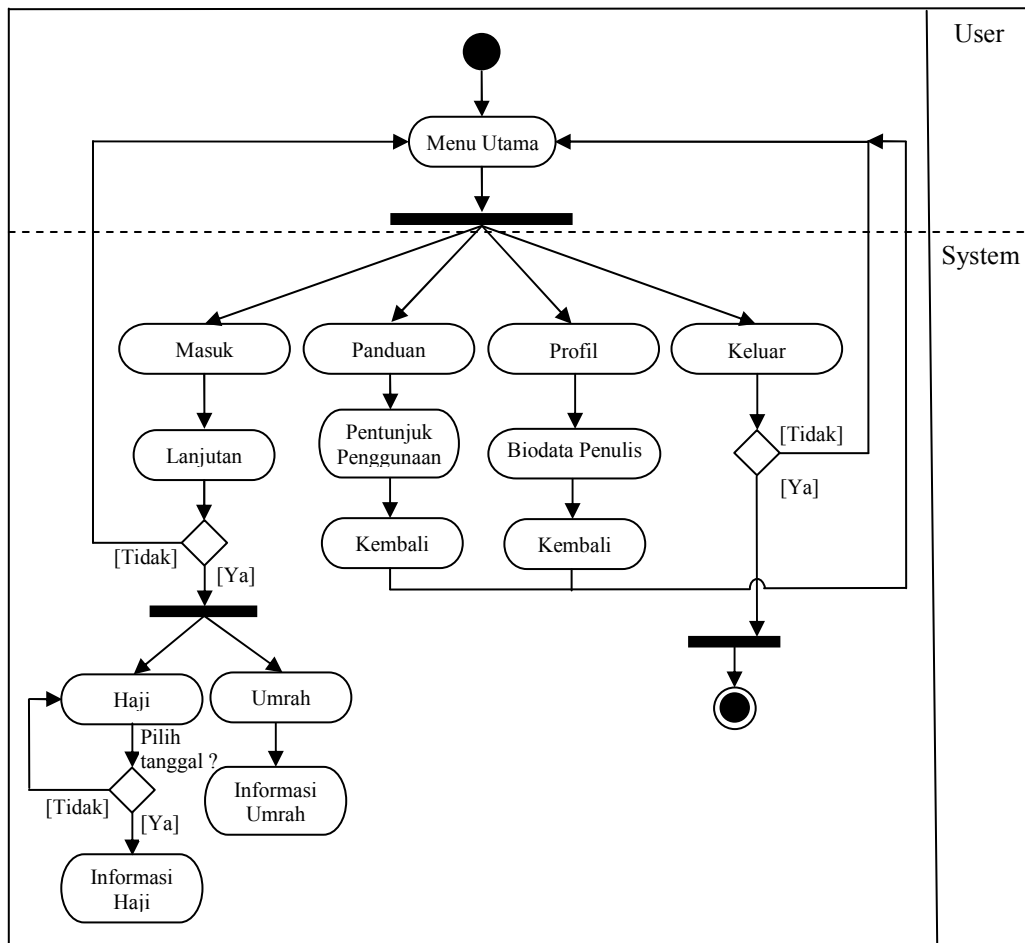 User
Menu Utama
System
Masuk
Panduan
Profil
Keluar
Lanjutan
Pentunjuk
Penggunaan
Biodata Penulis
[Tidak]
[Ya]
Kembali
Kembali
[Tidak]
[Ya]
Haji
Umrah
Pilih
tanggal ?
[Tidak]
[Ya]
Informasi
Umrah
Informasi
Haji